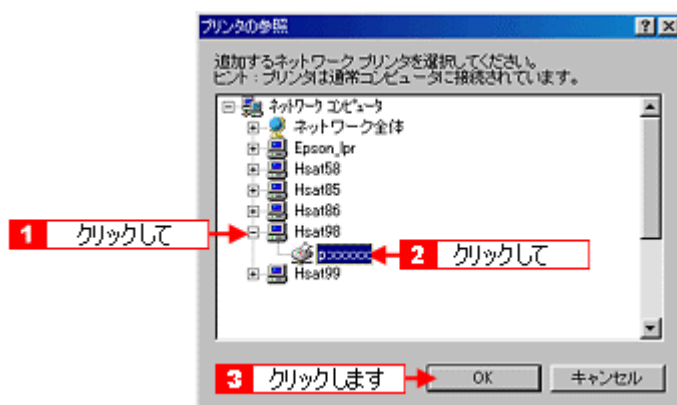 プリンタの参照
追加するネットワーク プリンタを選択してください。
ヒント：プリンタは通常コンピュータに接続されています。
ネットワーク コンピュータ
ネットワーク全体
Epson_lpr
Hsat58
Hsat85
Hsat86
1 クリックして
Hsat98
pxxxxxx
2 クリックして
Hsat99
3 クリックします
OK
キャンセル